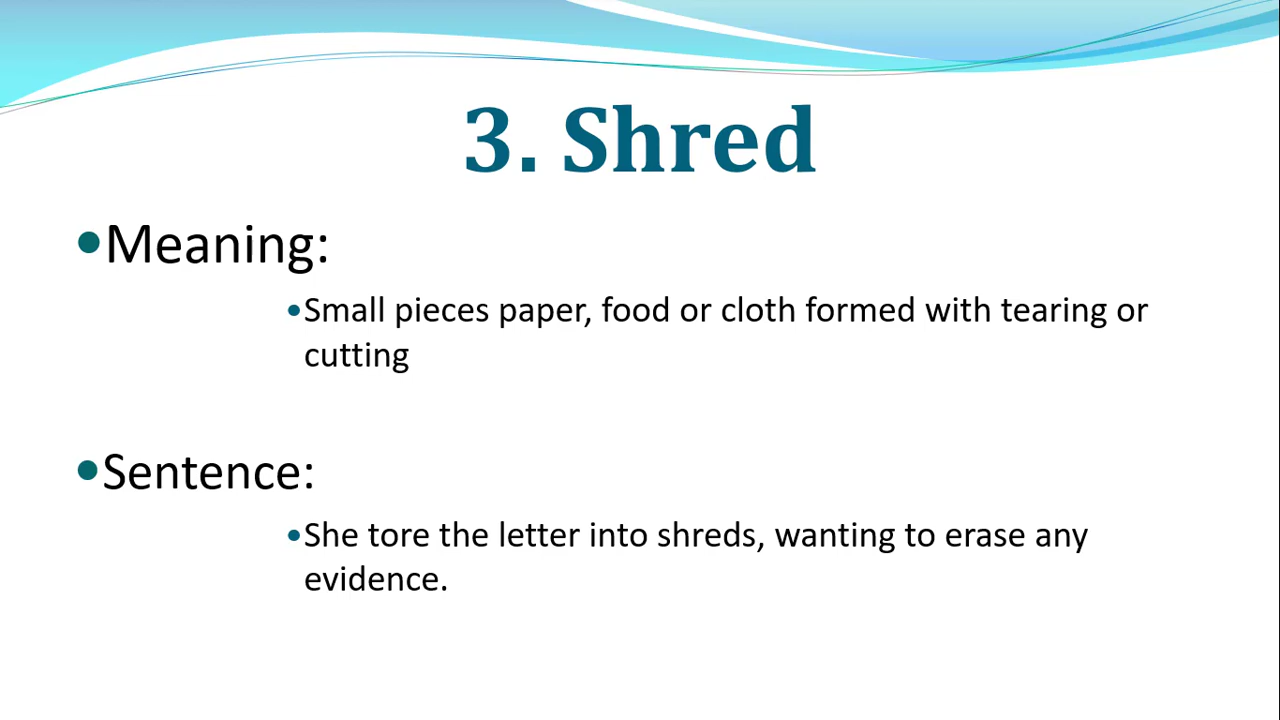 3. Shred
•Meaning:
•Small pieces paper, food or cloth formed with tearing or
cutting
•Sentence:
•She tore the letter into shreds, wanting to erase any
evidence.